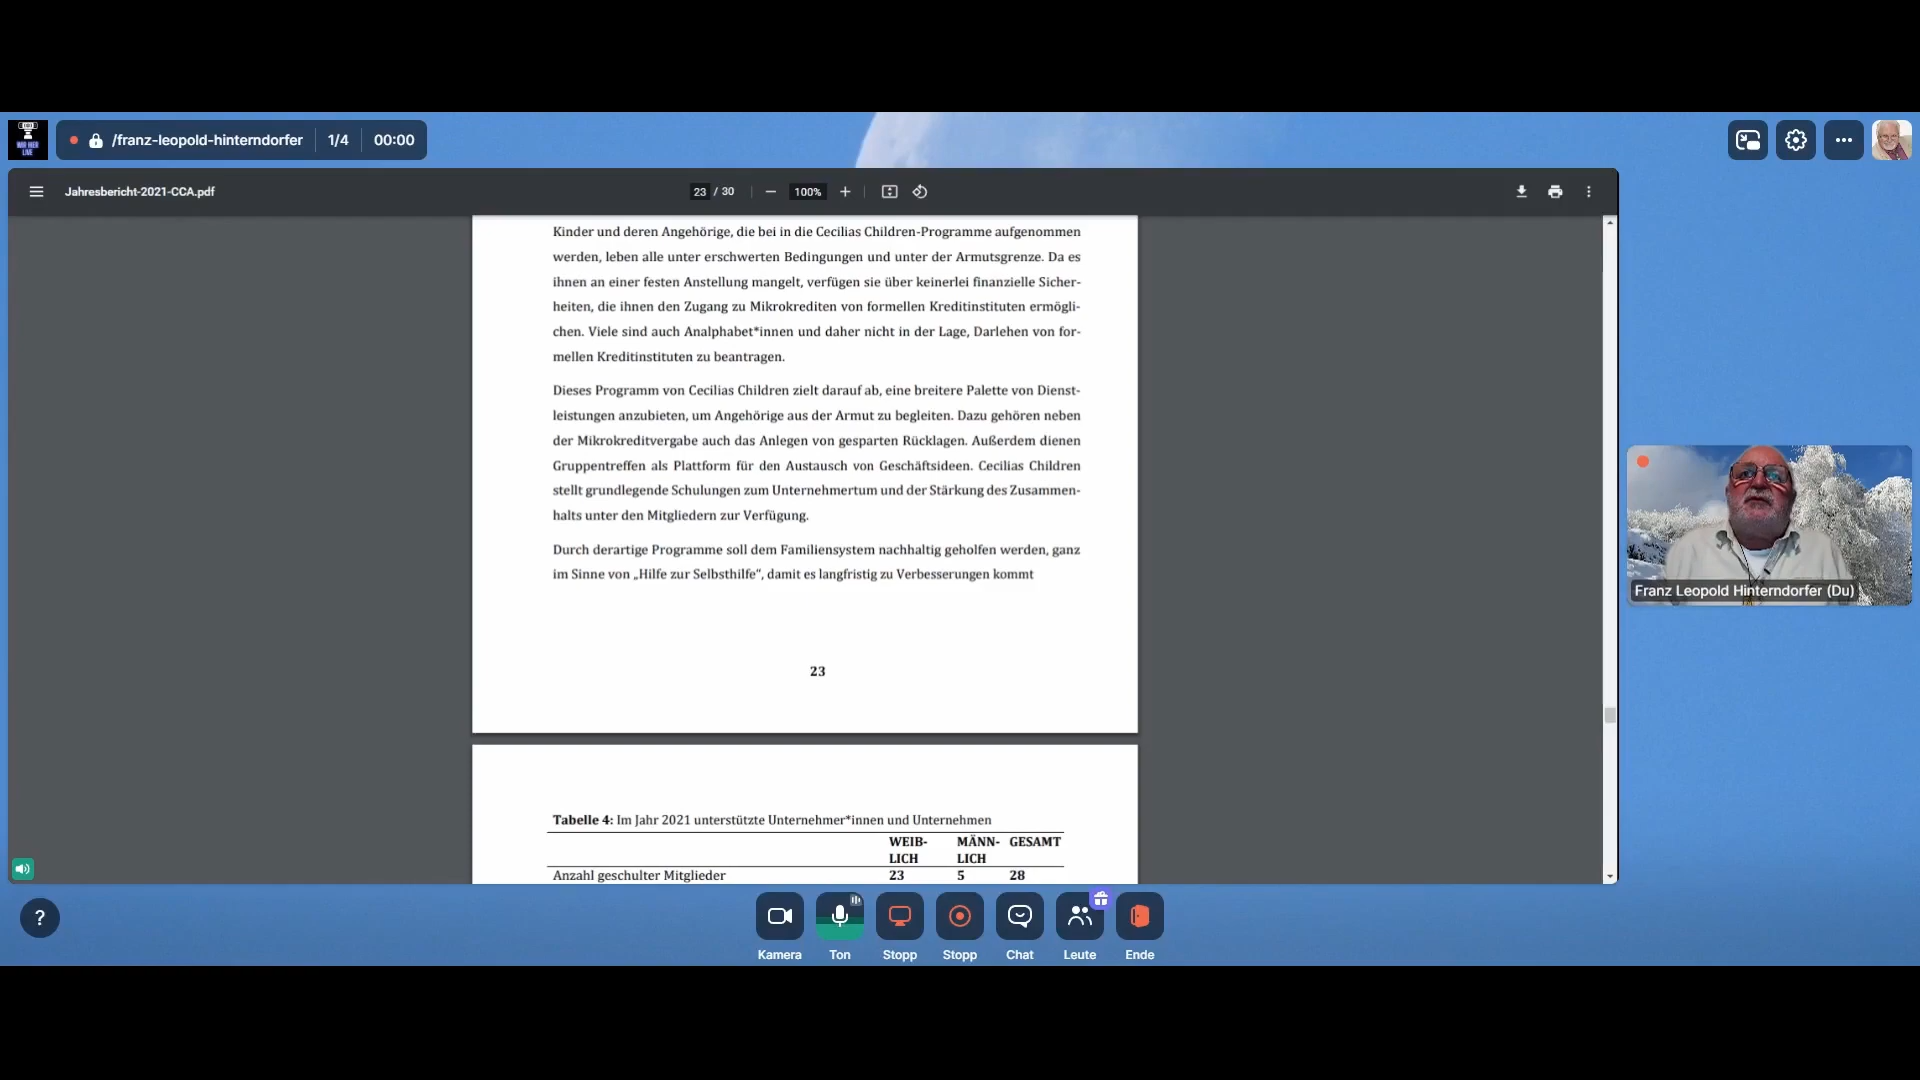 /franz-leopold-hinterndorfer 1/4 00:00
Jahresbericht-2021-CCA.pdf
23 / 30
100%
Kinder und deren Angehörige, die bei in die Cecilias Children-Programme aufgenommen
werden, leben alle unter erschwerten Bedingungen und unter der Armutsgrenze. Da es
ihnen an einer festen Anstellung mangelt, verfügen sie über keinerlei finanzielle Sicher-
heiten, die ihnen den Zugang zu Mikrokrediten von formellen Kreditinstituten ermögli-
chen. Viele sind auch Analphabet*innen und daher nicht in der Lage, Darlehen von for-
mellen Kreditinstituten zu beantragen.
Dieses Programm von Cecilias Children zielt darauf ab, eine breitere Palette von Dienst-
leistungen anzubieten, um Angehörige aus der Armut zu begleiten. Dazu gehören neben
der Mikrokreditvergabe auch das Anlegen von gesparten Rücklagen. Außerdem dienen
Gruppentreffen als Plattform für den Austausch von Geschäftsideen. Cecilias Children
stellt grundlegende Schulungen zum Unternehmertum und der Stärkung des Zusammen-
halts unter den Mitgliedern zur Verfügung.
Durch derartige Programme soll dem Familiensystem nachhaltig geholfen werden, ganz
im Sinne von „Hilfe zur Selbsthilfe“, damit es langfristig zu Verbesserungen kommt
23
Tabelle 4: Im Jahr 2021 unterstützte Unternehmer*innen und Unternehmen
WEIB- MÄNN- GESAMT
LICH LICH
Anzahl geschulter Mitglieder 23 5 28
Franz Leopold Hinterndorfer (Du)
?
Kamera Ton Stopp Stopp Chat Leute Ende